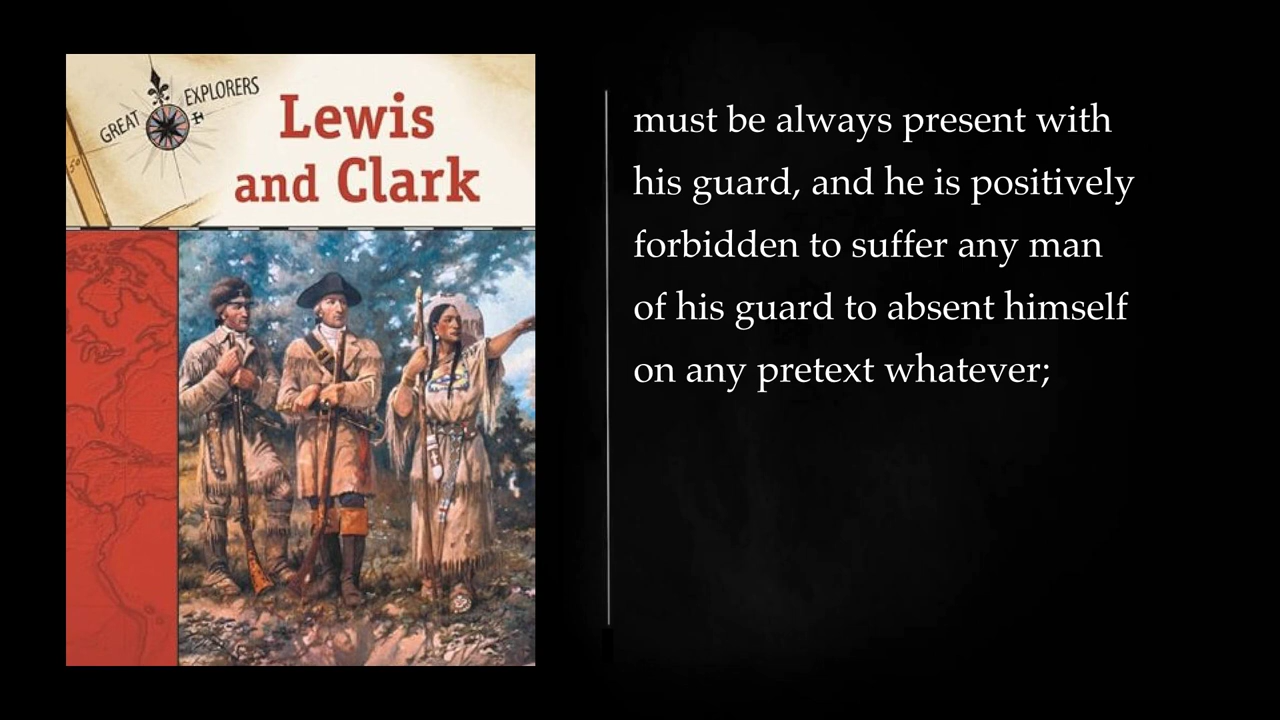 GREAT EXPLORERS
Lewis
and Clark
50
must be always present with
his guard, and he is positively
forbidden to suffer any man
of his guard to absent himself
on any pretext whatever;